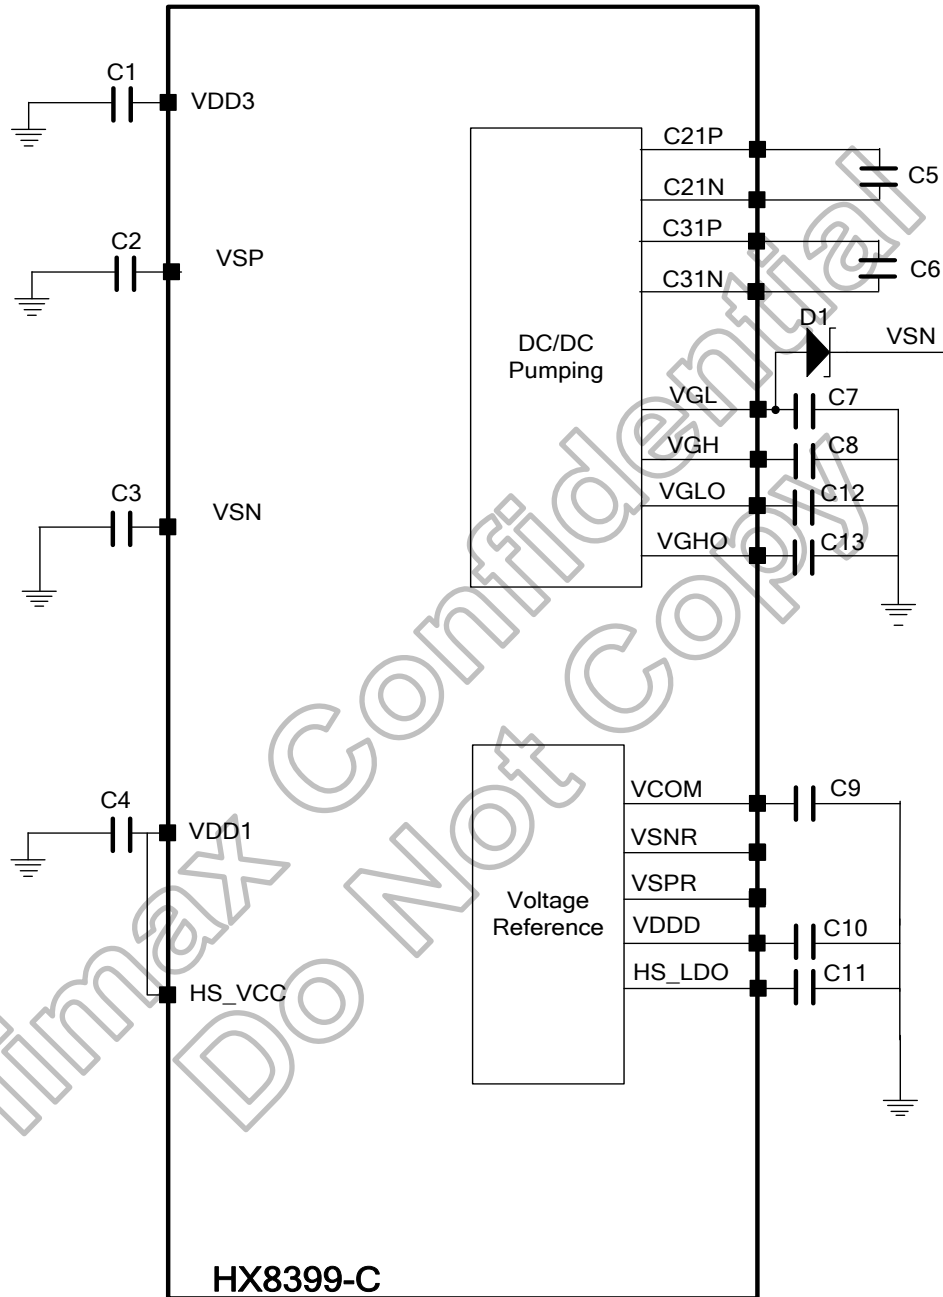 C1
VDD3
C21P
C5
C21N
C31P
C2
VSP
C6
C31N
D1
VSN
DC/DC
Pumping
VGL
C7
VGH
C8
C3
VSN
VGLO
C12
VGHO
C13
VCOM
C9
C4
VDD1
VSNR
VSPR
Voltage
Reference
VDDD
C10
HS_LDO
C11
HS_VCC
HX8399-C
imax Confidential
Do Not Copy